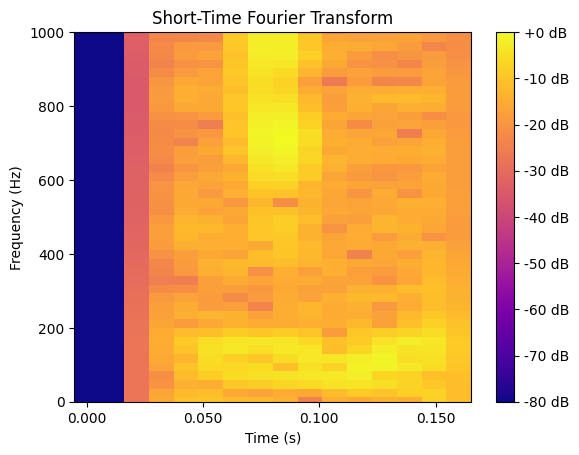 Short-Time Fourier Transform
1000
800
600
400
200
0
Frequency (Hz)
0.000
0.050
0.100
0.150
Time (s)
+0 dB
-10 dB
-20 dB
-30 dB
-40 dB
-50 dB
-60 dB
-70 dB
-80 dB